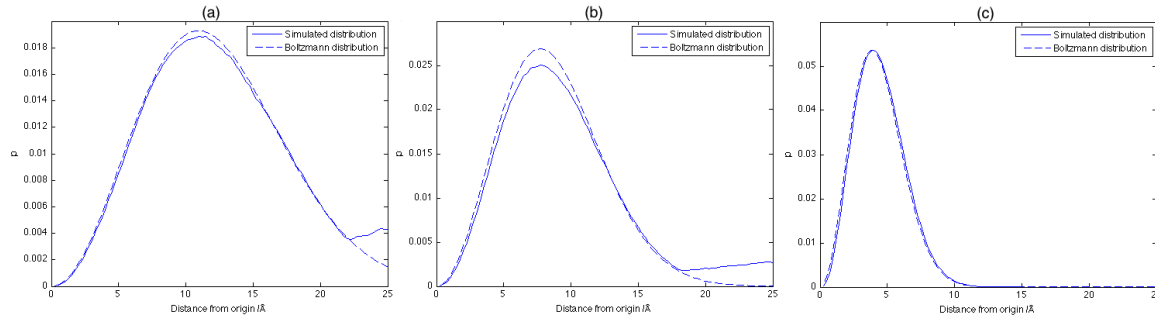 (a)
Simulated distribution
Boltzmann distribution
0.018
0.016
0.014
0.012
0.01
0.008
0.006
0.004
0.002
0
p
0
5
10
15
20
25
Distance from origin /Å
(b)
Simulated distribution
Boltzmann distribution
0.025
0.02
0.015
0.01
0.005
0
p
0
5
10
15
20
25
Distance from origin /Å
(c)
Simulated distribution
Boltzmann distribution
0.05
0.04
0.03
0.02
0.01
0
p
0
5
10
15
20
25
Distance from origin /Å